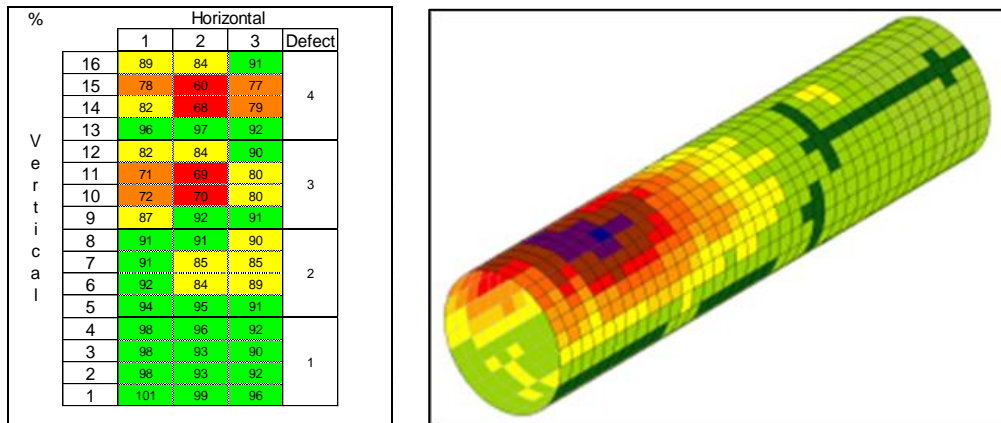 % Horizontal
1 2 3 Defect
16 89 84 91
15 78 60 77
4
14 82 68 79
13 96 97 92
12 82 84 90
11 71 69 80
3
10 72 70 80
9 87 92 91
8 91 91 90
7 91 85 85
2
6 92 84 89
5 94 95 91
4 98 96 92
3 98 93 90
1
2 98 93 92
1 101 99 96
Vertical